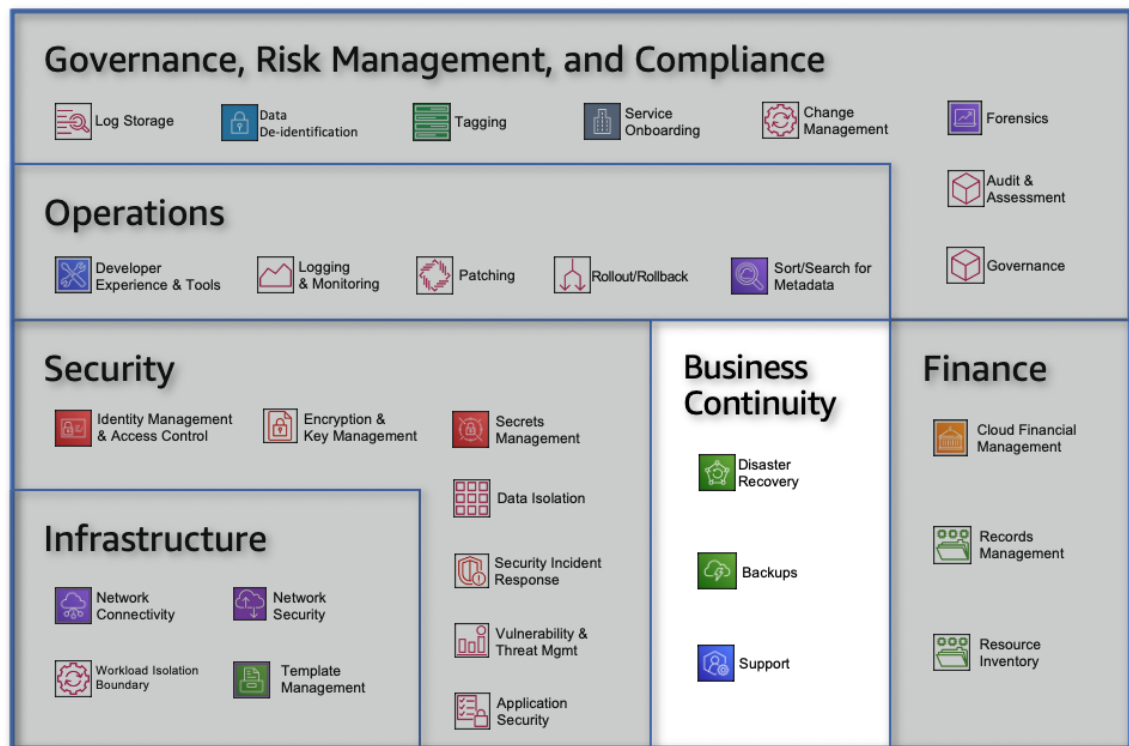 Governance, Risk Management, and Compliance
Log Storage
Data
De-identification
Tagging
Service
Onboarding
Change
Management
Forensics
Audit &
Assessment
Governance
Operations
Developer
Experience & Tools
Logging
& Monitoring
Patching
Rollout/Rollback
Sort/Search for
Metadata
Security
Identity Management
& Access Control
Encryption &
Key Management
Secrets
Management
Data Isolation
Security Incident
Response
Vulnerability &
Threat Mgmt
Application
Security
Infrastructure
Network
Connectivity
Network
Security
Workload Isolation
Boundary
Template
Management
Business
Continuity
Disaster
Recovery
Backups
Support
Finance
Cloud Financial
Management
Records
Management
Resource
Inventory